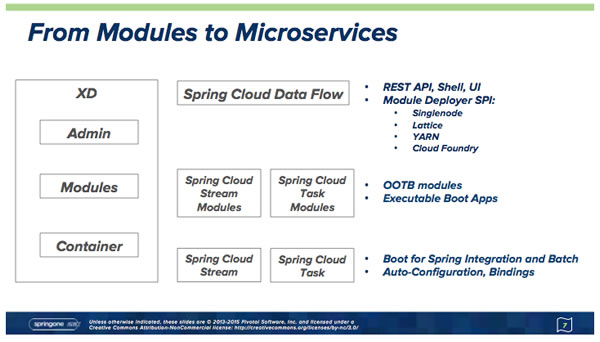 From Modules to Microservices
XD
Admin
Modules
Container
Spring Cloud Data Flow
• REST API, Shell, UI
• Module Deployer SPI:
• Singlenode
• Lattice
• YARN
• Cloud Foundry
Spring Cloud
Stream
Modules
Spring Cloud
Task
Modules
• OOTB modules
• Executable Boot Apps
Spring Cloud
Stream
Spring Cloud
Task
• Boot for Spring Integration and Batch
• Auto-Configuration, Bindings
springone
Unless otherwise indicated, these slides are © 2013-2015 Pivotal Software, Inc. and licensed under a
Creative Commons Attribution-NonCommercial license: http://creativecommons.org/licenses/by-nc/3.0/
7